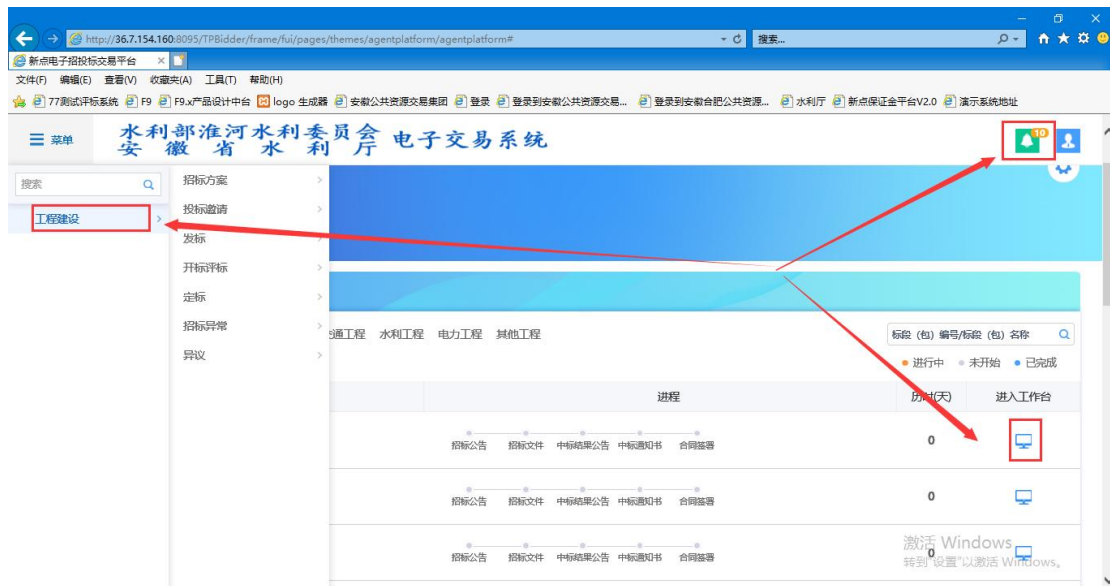 http://36.7.154.160:8095/TPBidder/frame/fui/pages/themes/agentplatform/agentplatform#
搜索...
新点电子招投标交易平台
文件(F) 编辑(E) 查看(V) 收藏夹(A) 工具(T) 帮助(H)
77测试评标系统 F9 F9.x产品设计中台 logo 生成器 安徽公共资源交易集团 登录 登录到安徽公共资源交易... 登录到安徽合肥公共资源... 水利厅 新点保证金平台V2.0 演示系统地址
菜单
水利部淮河水利委员会
安徽省水利厅
电子交易系统
10
搜索
工程建设
招标方案
投标邀请
发标
开标评标
定标
招标异常
异议
通工程 水利工程 电力工程 其他工程
标段（包）编号/标段（包）名称
进行中 未开始 已完成
进程 历时(天) 进入工作台
招标公告 招标文件 中标结果公告 中标通知书 合同签署 0
招标公告 招标文件 中标结果公告 中标通知书 合同签署 0
招标公告 招标文件 中标结果公告 中标通知书 合同签署 0
激活 Windows
转到"设置"以激活 Windows。